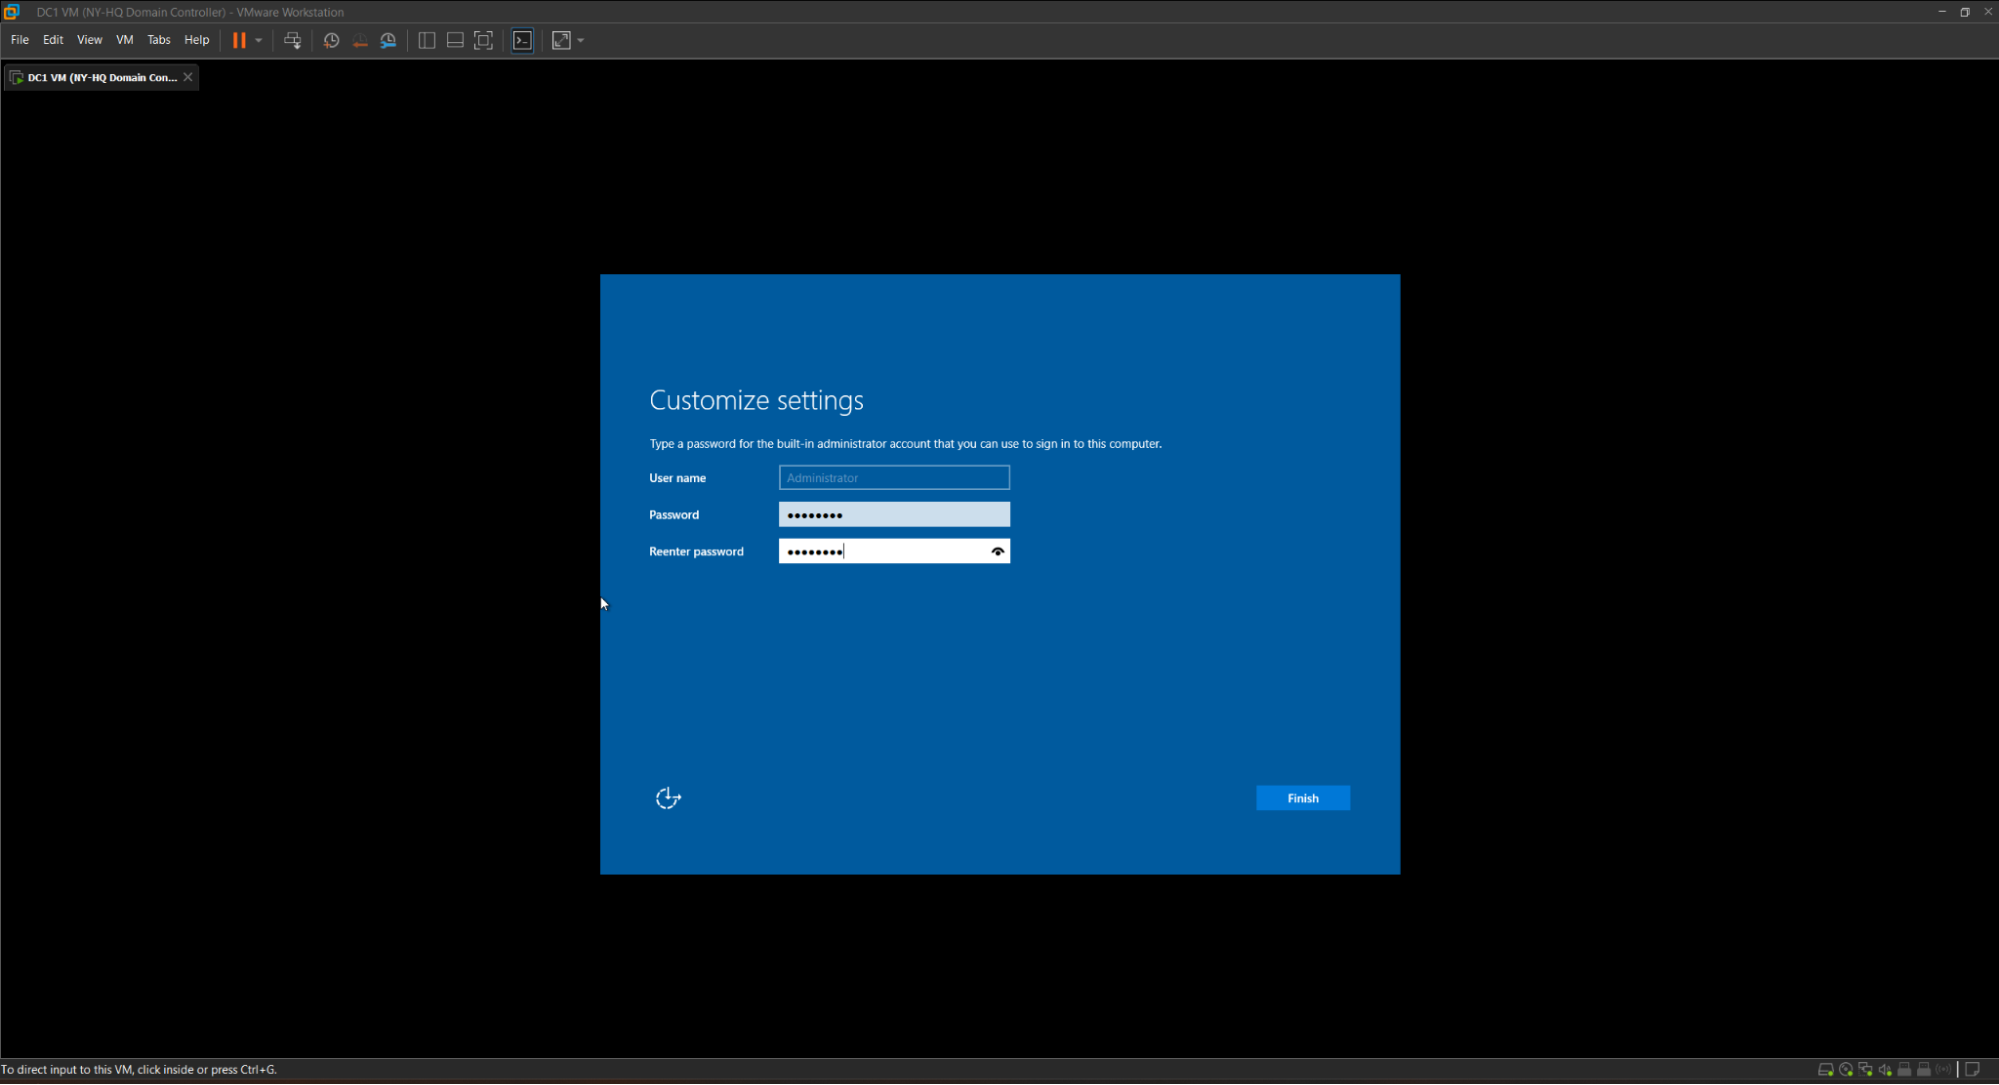 DC1 VM (NY-HQ Domain Controller) - VMware Workstation
File Edit View VM Tabs Help
DC1 VM (NY-HQ Domain Con...
Customize settings
Type a password for the built-in administrator account that you can use to sign in to this computer.
User name Administrator
Password ••••••••
Reenter password ••••••••
Finish
To direct input to this VM, click inside or press Ctrl+G.